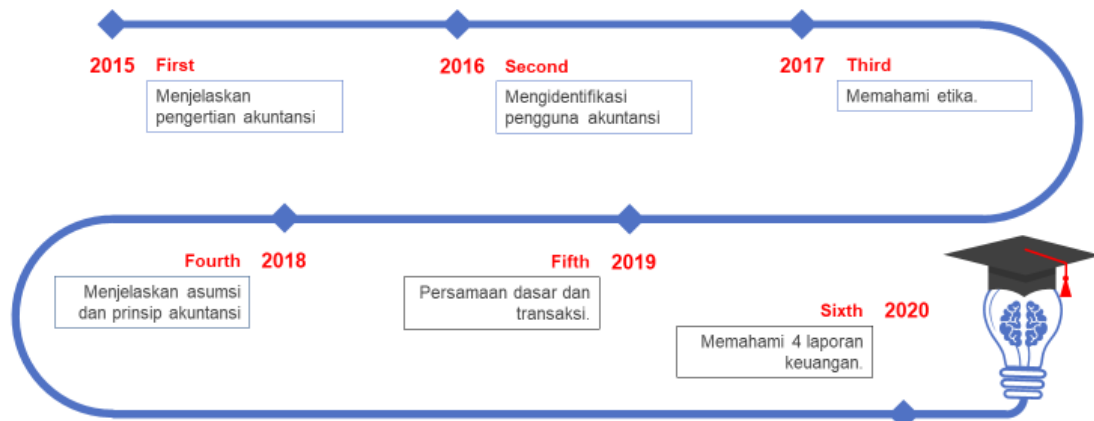 2015 First
Menjelaskan
pengertian akuntansi
2016 Second
Mengidentifikasi
pengguna akuntansi
2017 Third
Memahami etika.
Fourth 2018
Menjelaskan asumsi
dan prinsip akuntansi
Fifth 2019
Persamaan dasar dan
transaksi.
Sixth 2020
Memahami 4 laporan
keuangan.